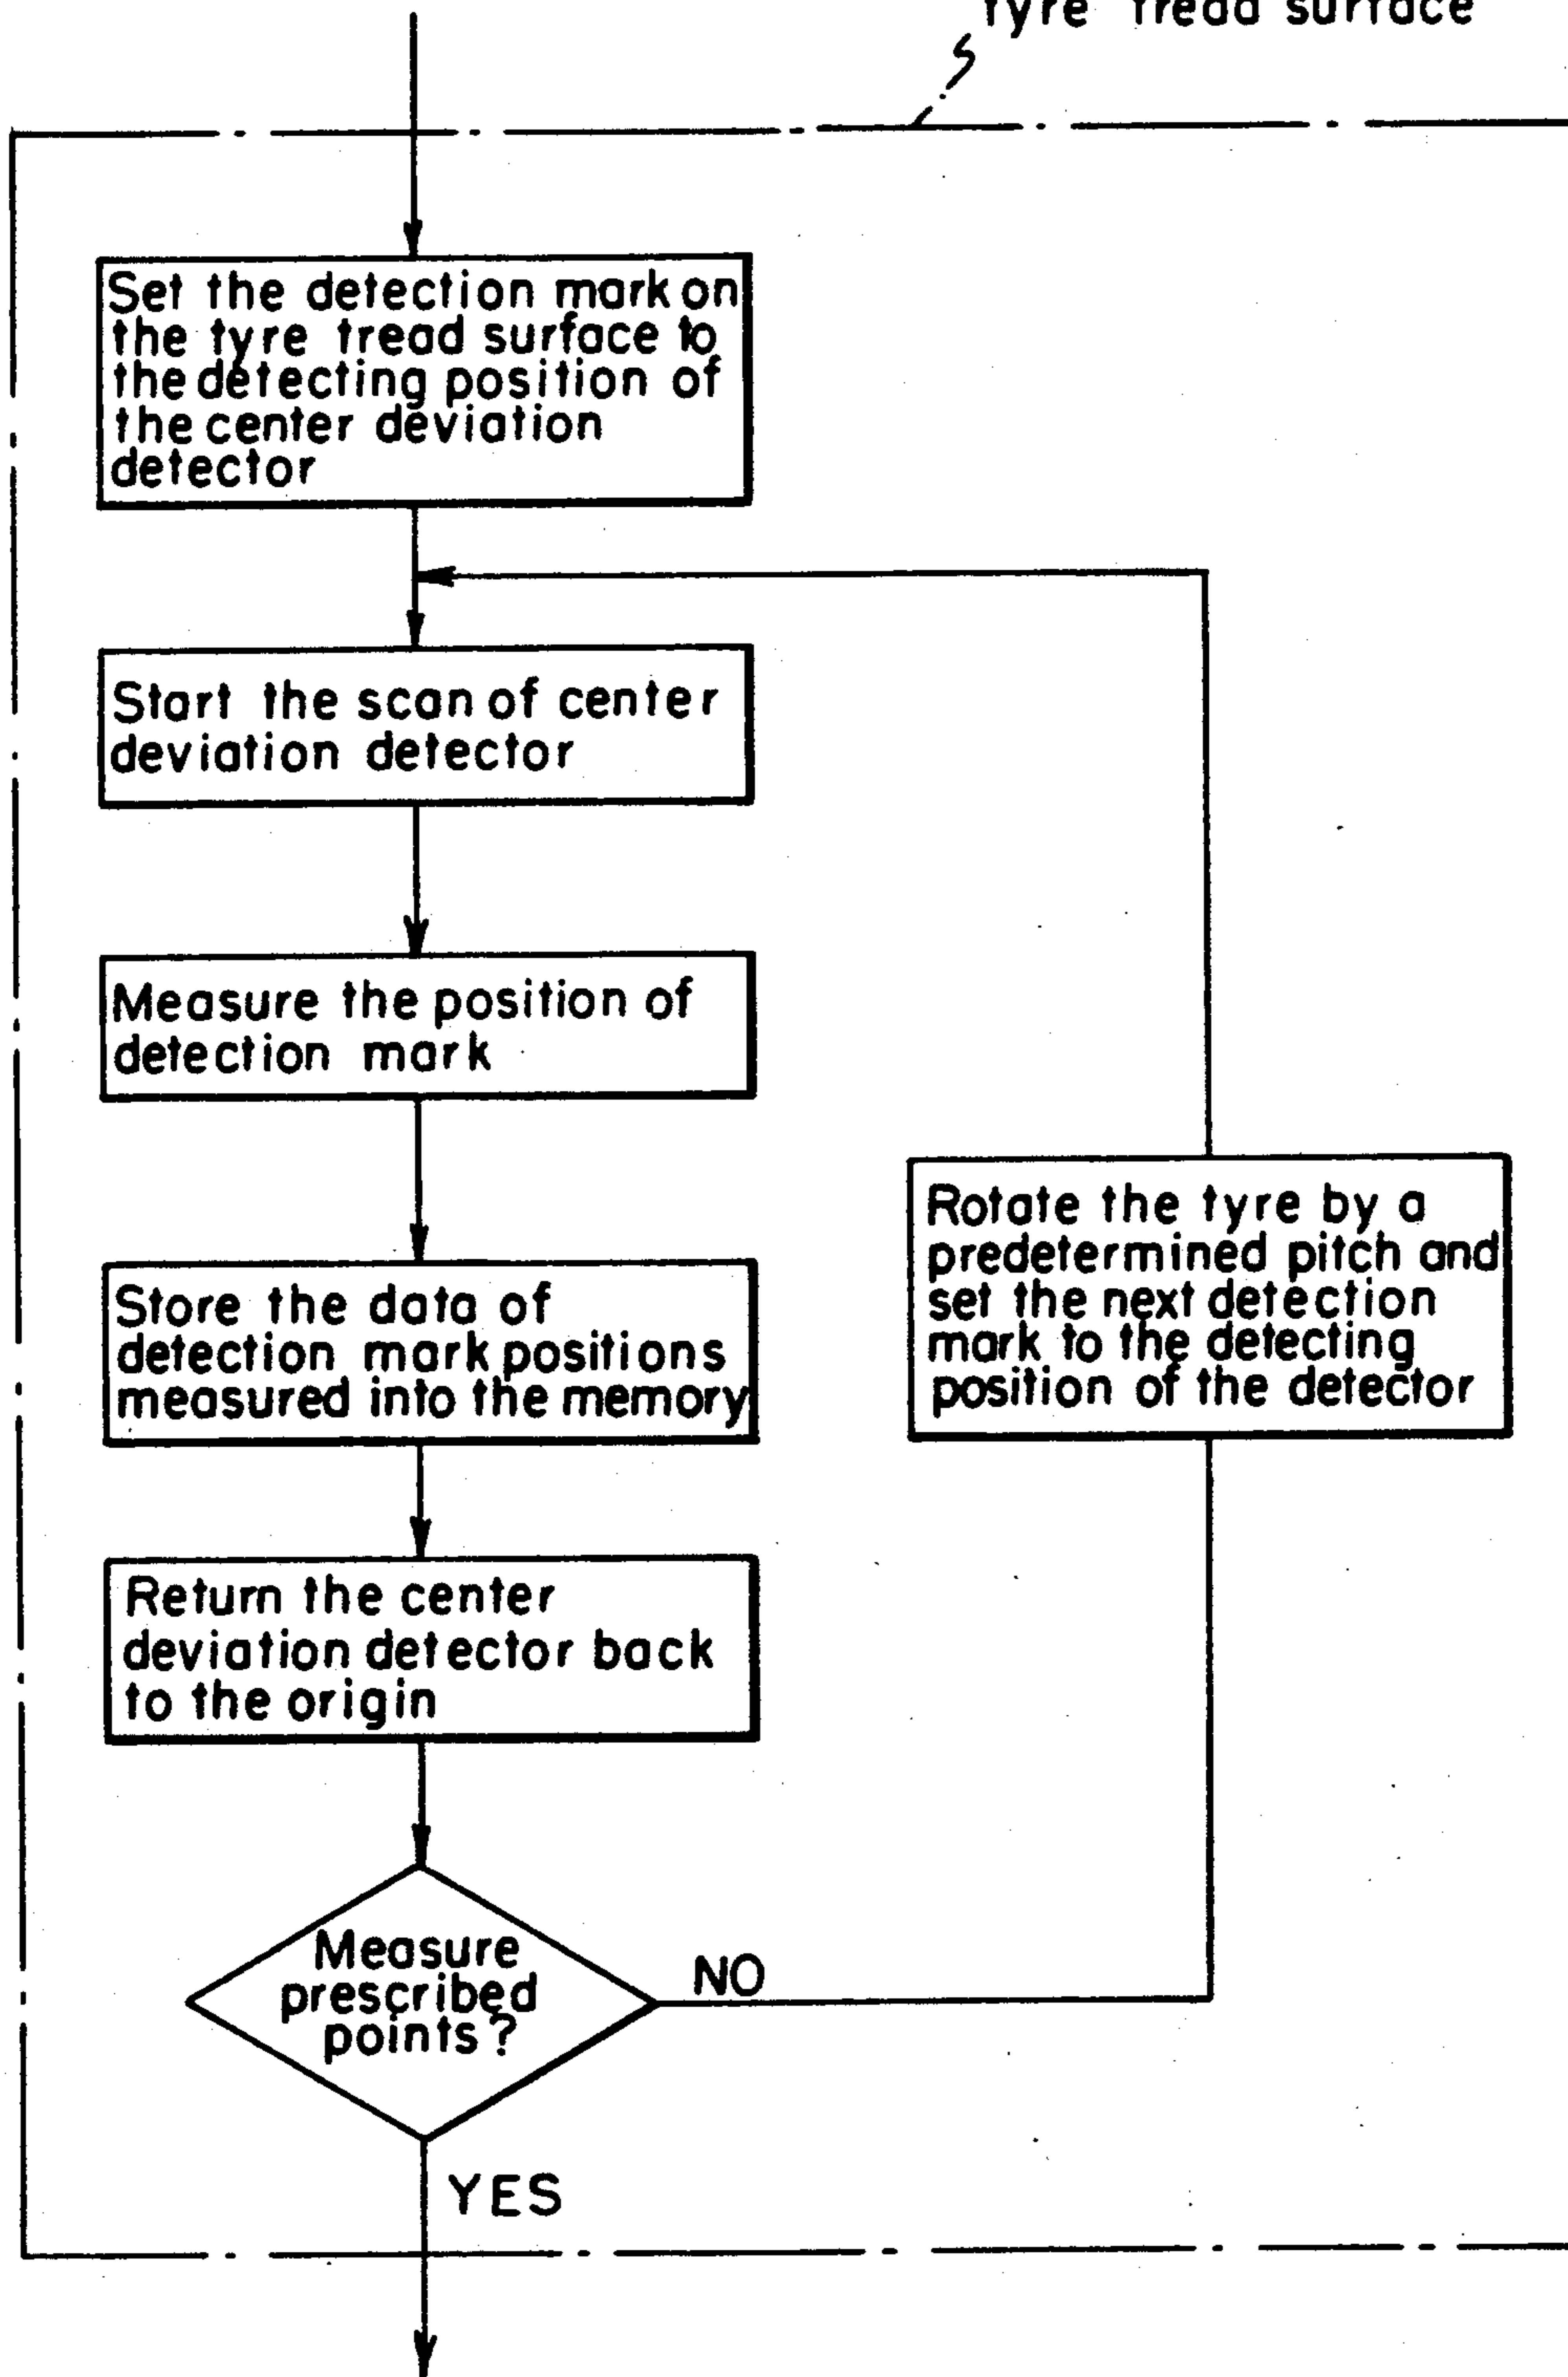 tyre tread surface
Set the detection mark on
the tyre tread surface to
the detecting position of
the center deviation
detector
Start the scan of center
deviation detector
Measure the position of
detection mark
Store the data of
detection mark positions
measured into the memory
Rotate the tyre by a
predetermined pitch and
set the next detection
mark to the detecting
position of the detector
Return the center
deviation detector back
to the origin
Measure
prescribed
points?
NO
YES